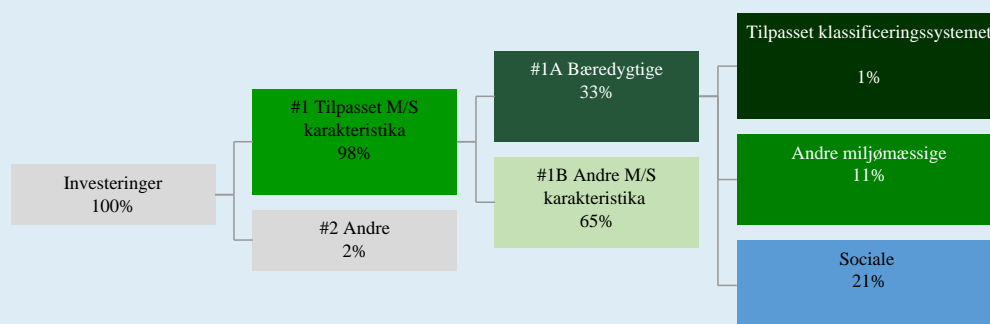 Investeringer
100%
#1 Tilpasset M/S
karakteristika
98%
#2 Andre
2%
#1A Bæredygtige
33%
#1B Andre M/S
karakteristika
65%
Tilpasset klassificeringssystemet
1%
Andre miljømæssige
11%
Sociale
21%